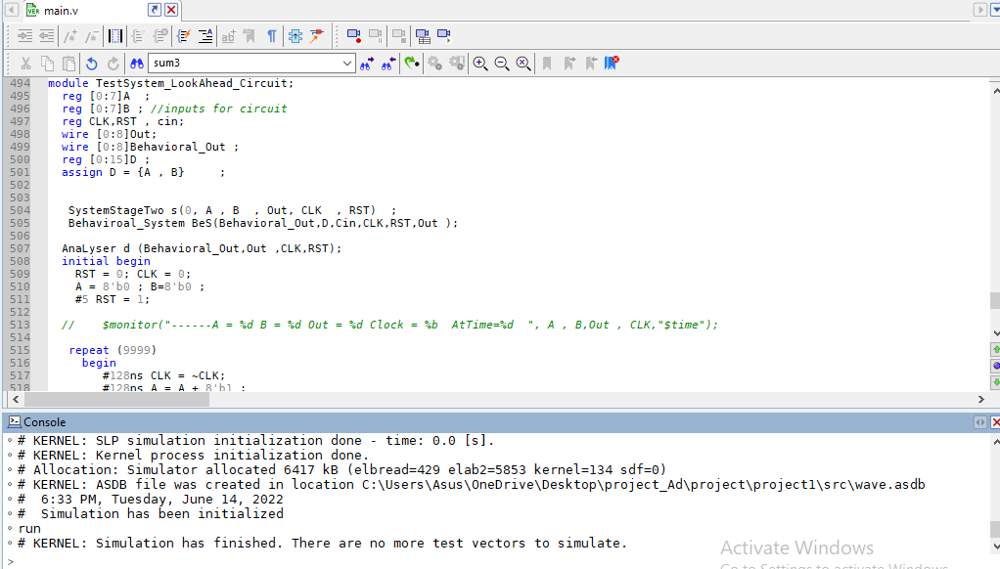 main.v
sum3
494 module TestSystem_LookAhead_Circuit;
495 reg [0:7]A ;
496 reg [0:7]B ; //inputs for circuit
497 reg CLK,RST , cin;
498 wire [0:8]Out;
499 wire [0:8]Behavioral_Out ;
500 reg [0:15]D ;
501 assign D = {A , B} ;
502
503
504 SystemStageTwo s(0, A , B , Out, CLK , RST) ;
505 Behaviroal_System BeS(Behavioral_Out,D,Cin,CLK,RST,Out );
506
507 AnaLyser d (Behavioral_Out,Out ,CLK,RST);
508 initial begin
509 RST = 0; CLK = 0;
510 A = 8'b0 ; B=8'b0 ;
511 #5 RST = 1;
512
513 // $monitor("------A = %d B = %d Out = %d Clock = %b AtTime=%d ", A , B,Out , CLK,"$time");
514
515 repeat (9999)
516 begin
517 #128ns CLK = ~CLK;
518 #128ns A = A + 8'b1 ;
Console
# KERNEL: SLP simulation initialization done - time: 0.0 [s].
# KERNEL: Kernel process initialization done.
# Allocation: Simulator allocated 6417 kB (elbread=429 elab2=5853 kernel=134 sdf=0)
# KERNEL: ASDB file was created in location C:\Users\Asus\OneDrive\Desktop\project_Ad\project\project1\src\wave.asdb
# 6:33 PM, Tuesday, June 14, 2022
# Simulation has been initialized
run
# KERNEL: Simulation has finished. There are no more test vectors to simulate.
>
Activate Windows
Go to Settings to activate Windows